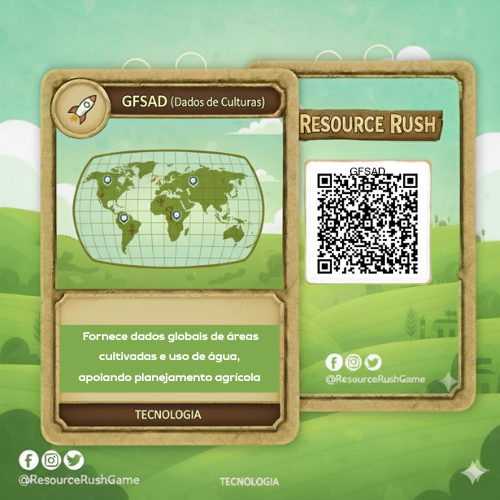 GFSAD (Dados de Culturas)
Fornece dados globais de áreas
cultivadas e uso de água,
apoiando planejamento agrícola
TECNOLOGIA
RESOURCE RUSH
GFSAD
@ResourceRushGame
@ResourceRushGame
TECNOLOGIA